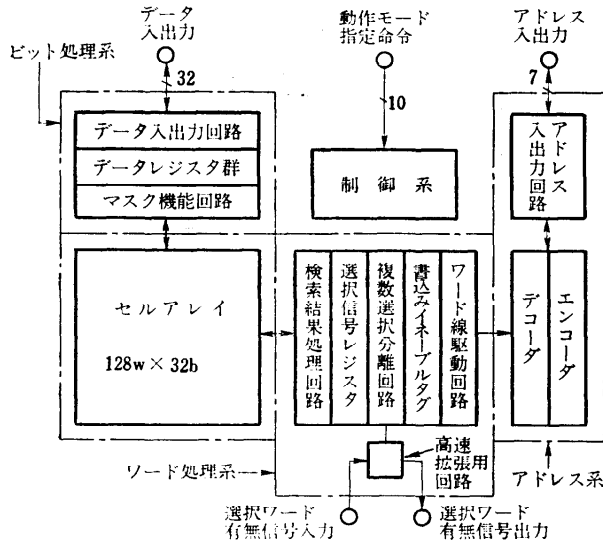 データ
入出力
動作モード
指定命令
アドレス
入出力
ビット処理系
32
10
7
データ入出力回路
データレジスタ群
マスク機能回路
制御系
アドレス
入出力回路
セルアレイ
128w × 32b
検索結果処理回路
選択信号レジスタ
複数選択分離回路
書込みイネーブルタグ
ワード線駆動回路
デコーダ
エンコーダ
高速
拡張用
回路
ワード処理系
アドレス系
選択ワード
有無信号入力
選択ワード
有無信号出力